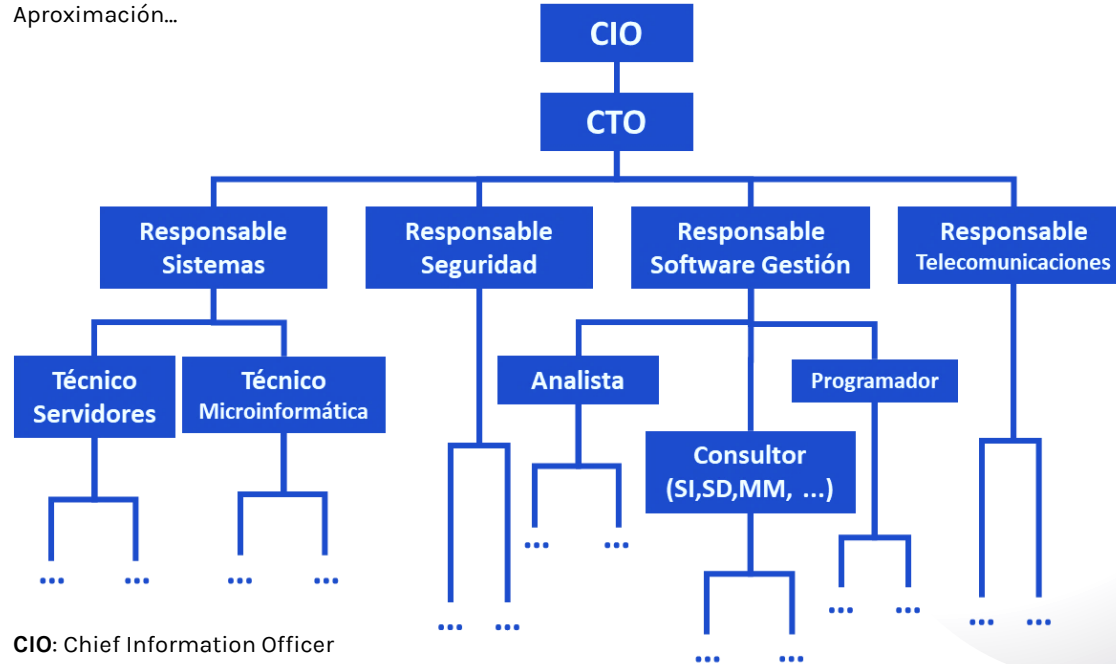 Aproximación...
CIO
CTO
Responsable
Sistemas
Responsable
Seguridad
Responsable
Software Gestión
Responsable
Telecomunicaciones
Técnico
Servidores
Técnico
Microinformática
Analista
Programador
Consultor
(SI,SD,MM, ...)
... ... ... ...
... ...
... ...
... ...
... ...
... ...
... ...
CIO: Chief Information Officer